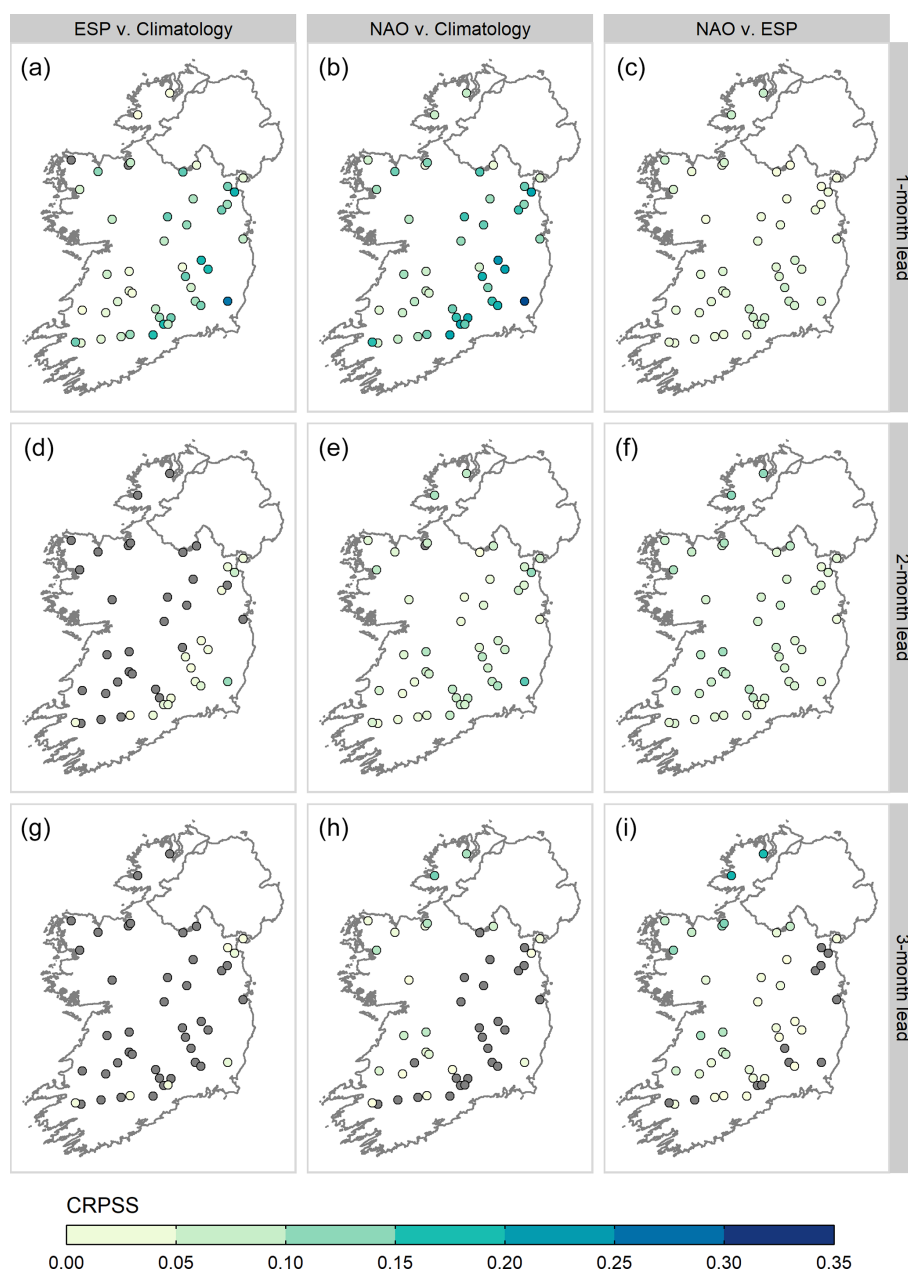 ESP v. Climatology
NAO v. Climatology
NAO v. ESP
(a)
(b)
(c)
1-month lead
(d)
(e)
(f)
2-month lead
(g)
(h)
(i)
3-month lead
CRPSS
0.00 0.05 0.10 0.15 0.20 0.25 0.30 0.35